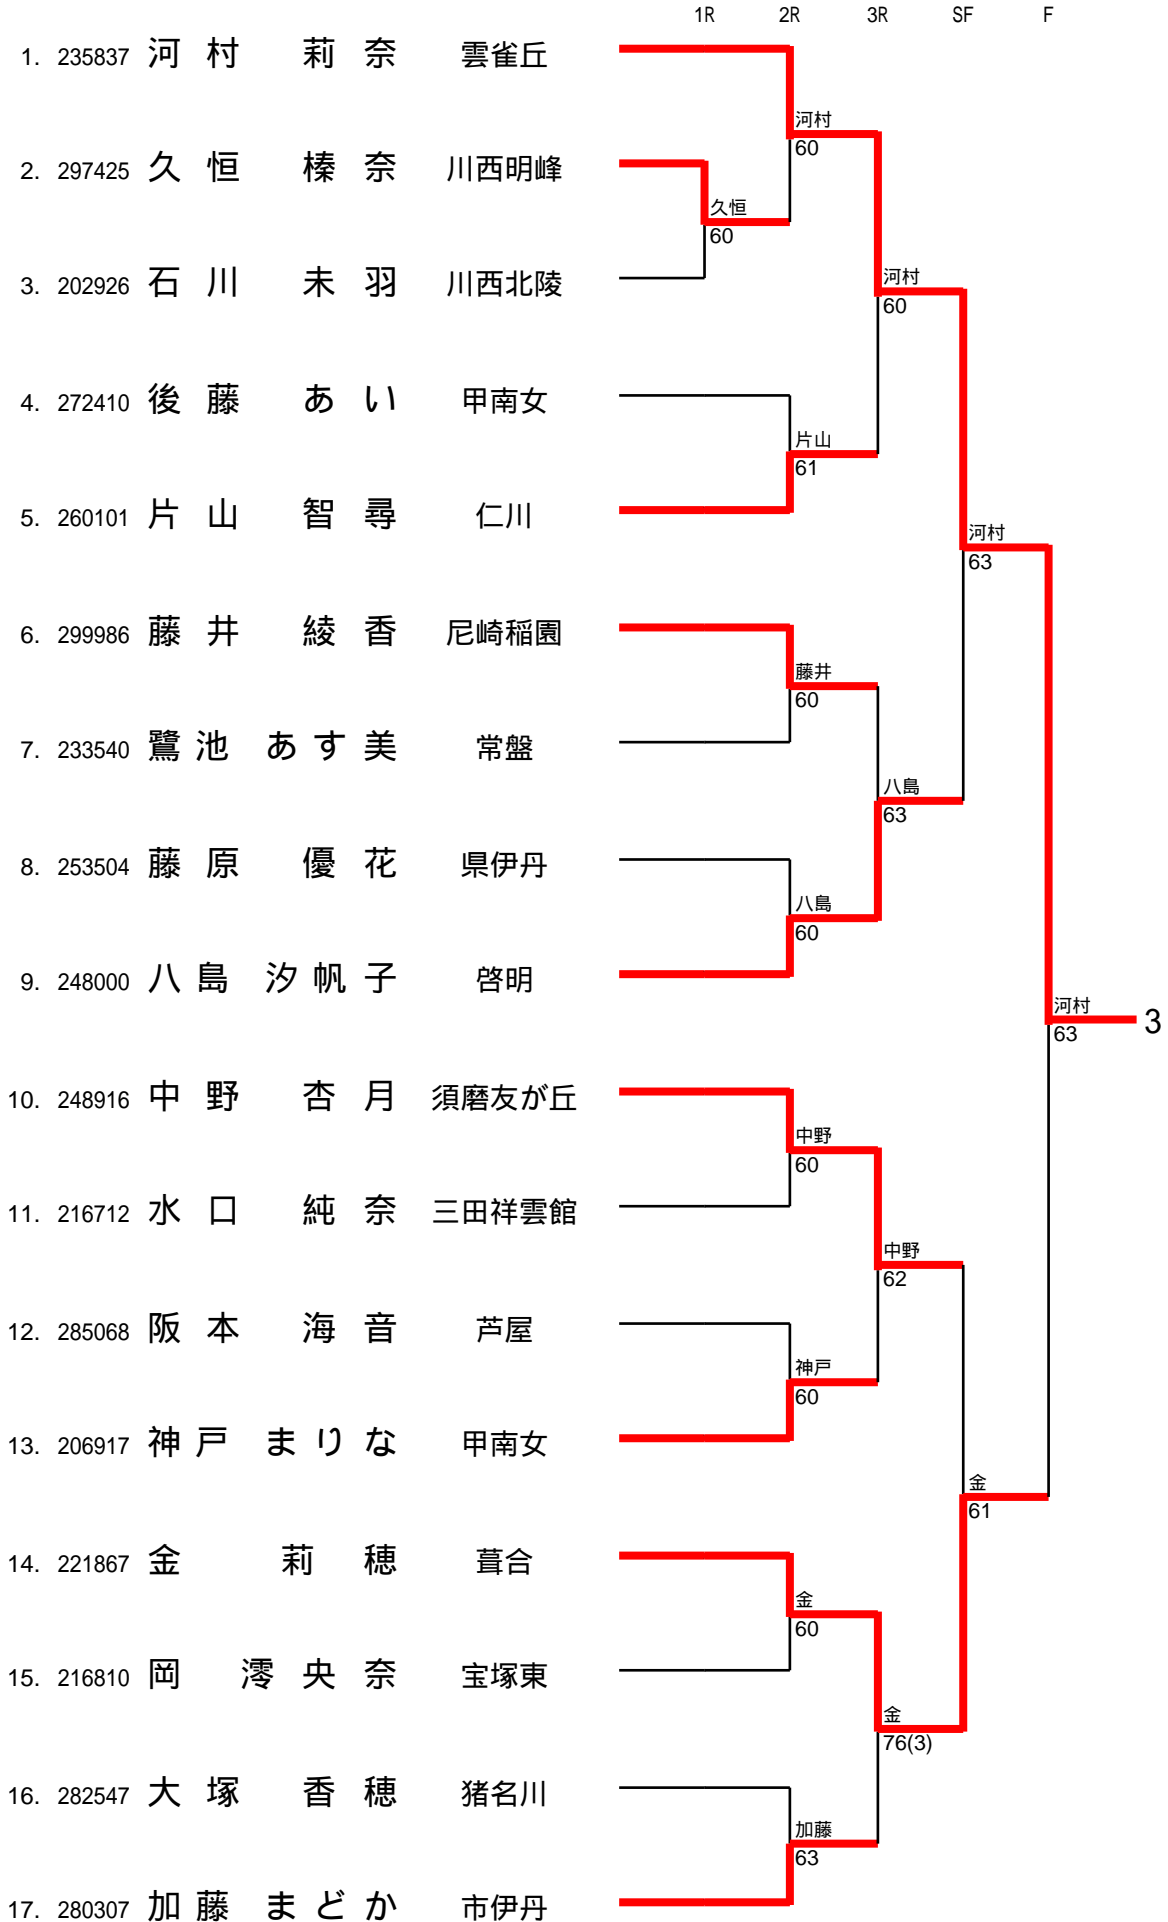 1R 2R 3R SF F
1. 235837 河村 莉奈 雲雀丘
河村
60
2. 297425 久恒 榛奈 川西明峰
久恒
60
3. 202926 石川 未羽 川西北陵
河村
60
4. 272410 後藤 あい 甲南女
片山
61
5. 260101 片山 智尋 仁川
河村
63
6. 299986 藤井 綾香 尼崎稲園
藤井
60
7. 233540 鷺池 あす美 常盤
八島
63
8. 253504 藤原 優花 県伊丹
八島
60
9. 248000 八島 汐帆子 啓明
河村
63
3
10. 248916 中野 杏月 須磨友が丘
中野
60
11. 216712 水口 純奈 三田祥雲館
中野
62
12. 285068 阪本 海音 芦屋
神戸
60
13. 206917 神戸 まりな 甲南女
金
61
14. 221867 金 莉穂 葺合
金
60
15. 216810 岡 澪央奈 宝塚東
金
76(3)
16. 282547 大塚 香穂 猪名川
加藤
63
17. 280307 加藤 まどか 市伊丹